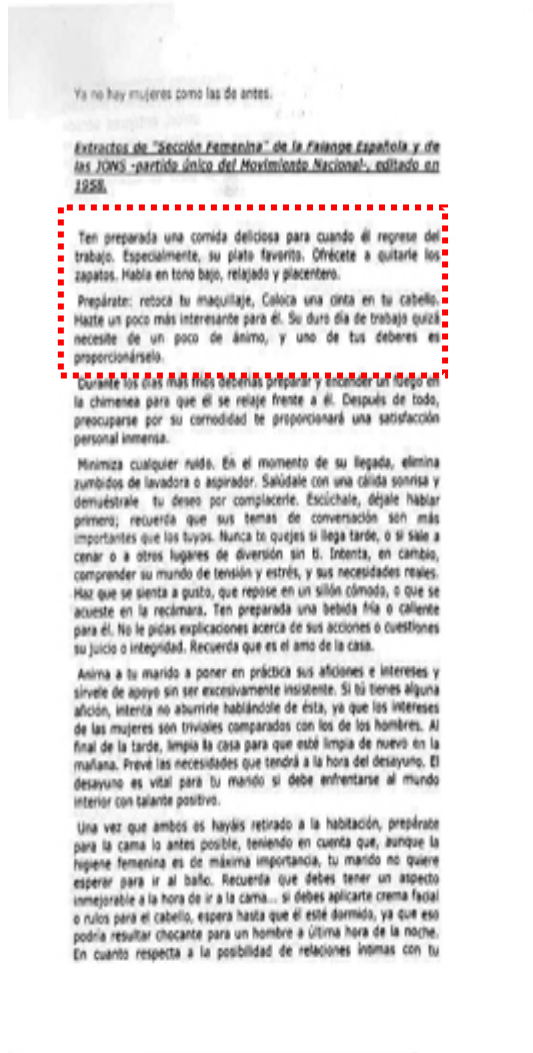 Ya no hay mujeres como las de antes.
Extractos de "Sección Femenina" de la Falange Española y de
las JONS -partido único del Movimiento Nacional-, editado en
1958.
Ten preparada una comida deliciosa para cuando él regrese del
trabajo. Especialmente, su plato favorito. Ofrécete a quitarle los
zapatos. Habla en tono bajo, relajado y placentero.
Prepárate: retoca tu maquillaje, Coloca una cinta en tu cabello.
Hazte un poco más interesante para él. Su duro día de trabajo quizá
necesite de un poco de ánimo, y uno de tus deberes es
proporcionárselo.
Durante los días más fríos deberías preparar y encender un fuego en
la chimenea para que él se relaje frente a él. Después de todo,
preocuparse por su comodidad te proporcionará una satisfacción
personal inmensa.
Minimiza cualquier ruido. En el momento de su llegada, elimina
zumbidos de lavadora o aspirador. Salúdale con una cálida sonrisa y
demuéstrale tu deseo por complacerle. Escúchale, déjale hablar
primero; recuerda que sus temas de conversación son más
importantes que los tuyos. Nunca te quejes si llega tarde, o si sale a
cenar o a otros lugares de diversión sin ti. Intenta, en cambio,
comprender su mundo de tensión y estrés, y sus necesidades reales.
Haz que se sienta a gusto, que repose en un sillón cómodo, o que se
acueste en la recámara. Ten preparada una bebida fría o caliente
para él. No le pidas explicaciones acerca de sus acciones o cuestiones
su juicio o integridad. Recuerda que es el amo de la casa.
Anima a tu marido a poner en práctica sus aficiones e intereses y
sírvele de apoyo sin ser excesivamente insistente. Si tú tienes alguna
afición, intenta no aburrirle hablándole de ésta, ya que los intereses
de las mujeres son triviales comparados con los de los hombres. Al
final de la tarde, limpia la casa para que esté limpia de nuevo en la
mañana. Prevé las necesidades que tendrá a la hora del desayuno. El
desayuno es vital para tu marido si debe enfrentarse al mundo
interior con talante positivo.
Una vez que ambos os hayáis retirado a la habitación, prepárate
para la cama lo antes posible, teniendo en cuenta que, aunque la
higiene femenina es de máxima importancia, tu marido no quiere
esperar para ir al baño. Recuerda que debes tener un aspecto
inmejorable a la hora de ir a la cama... si debes aplicarte crema facial
o rulos para el cabello, espera hasta que él esté dormido, ya que eso
podría resultar chocante para un hombre a última hora de la noche.
En cuanto respecta a la posibilidad de relaciones íntimas con tu